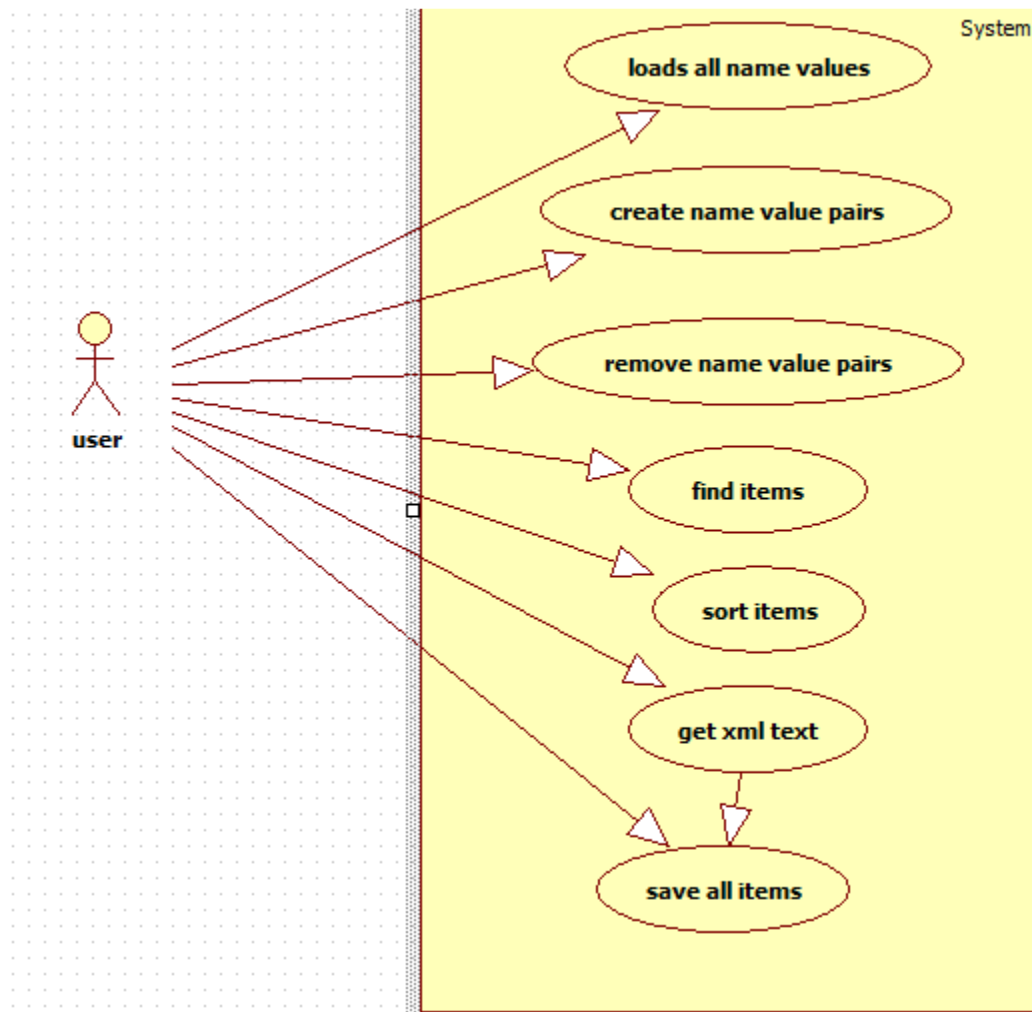 System
loads all name values
create name value pairs
remove name value pairs
user
find items
sort items
get xml text
save all items